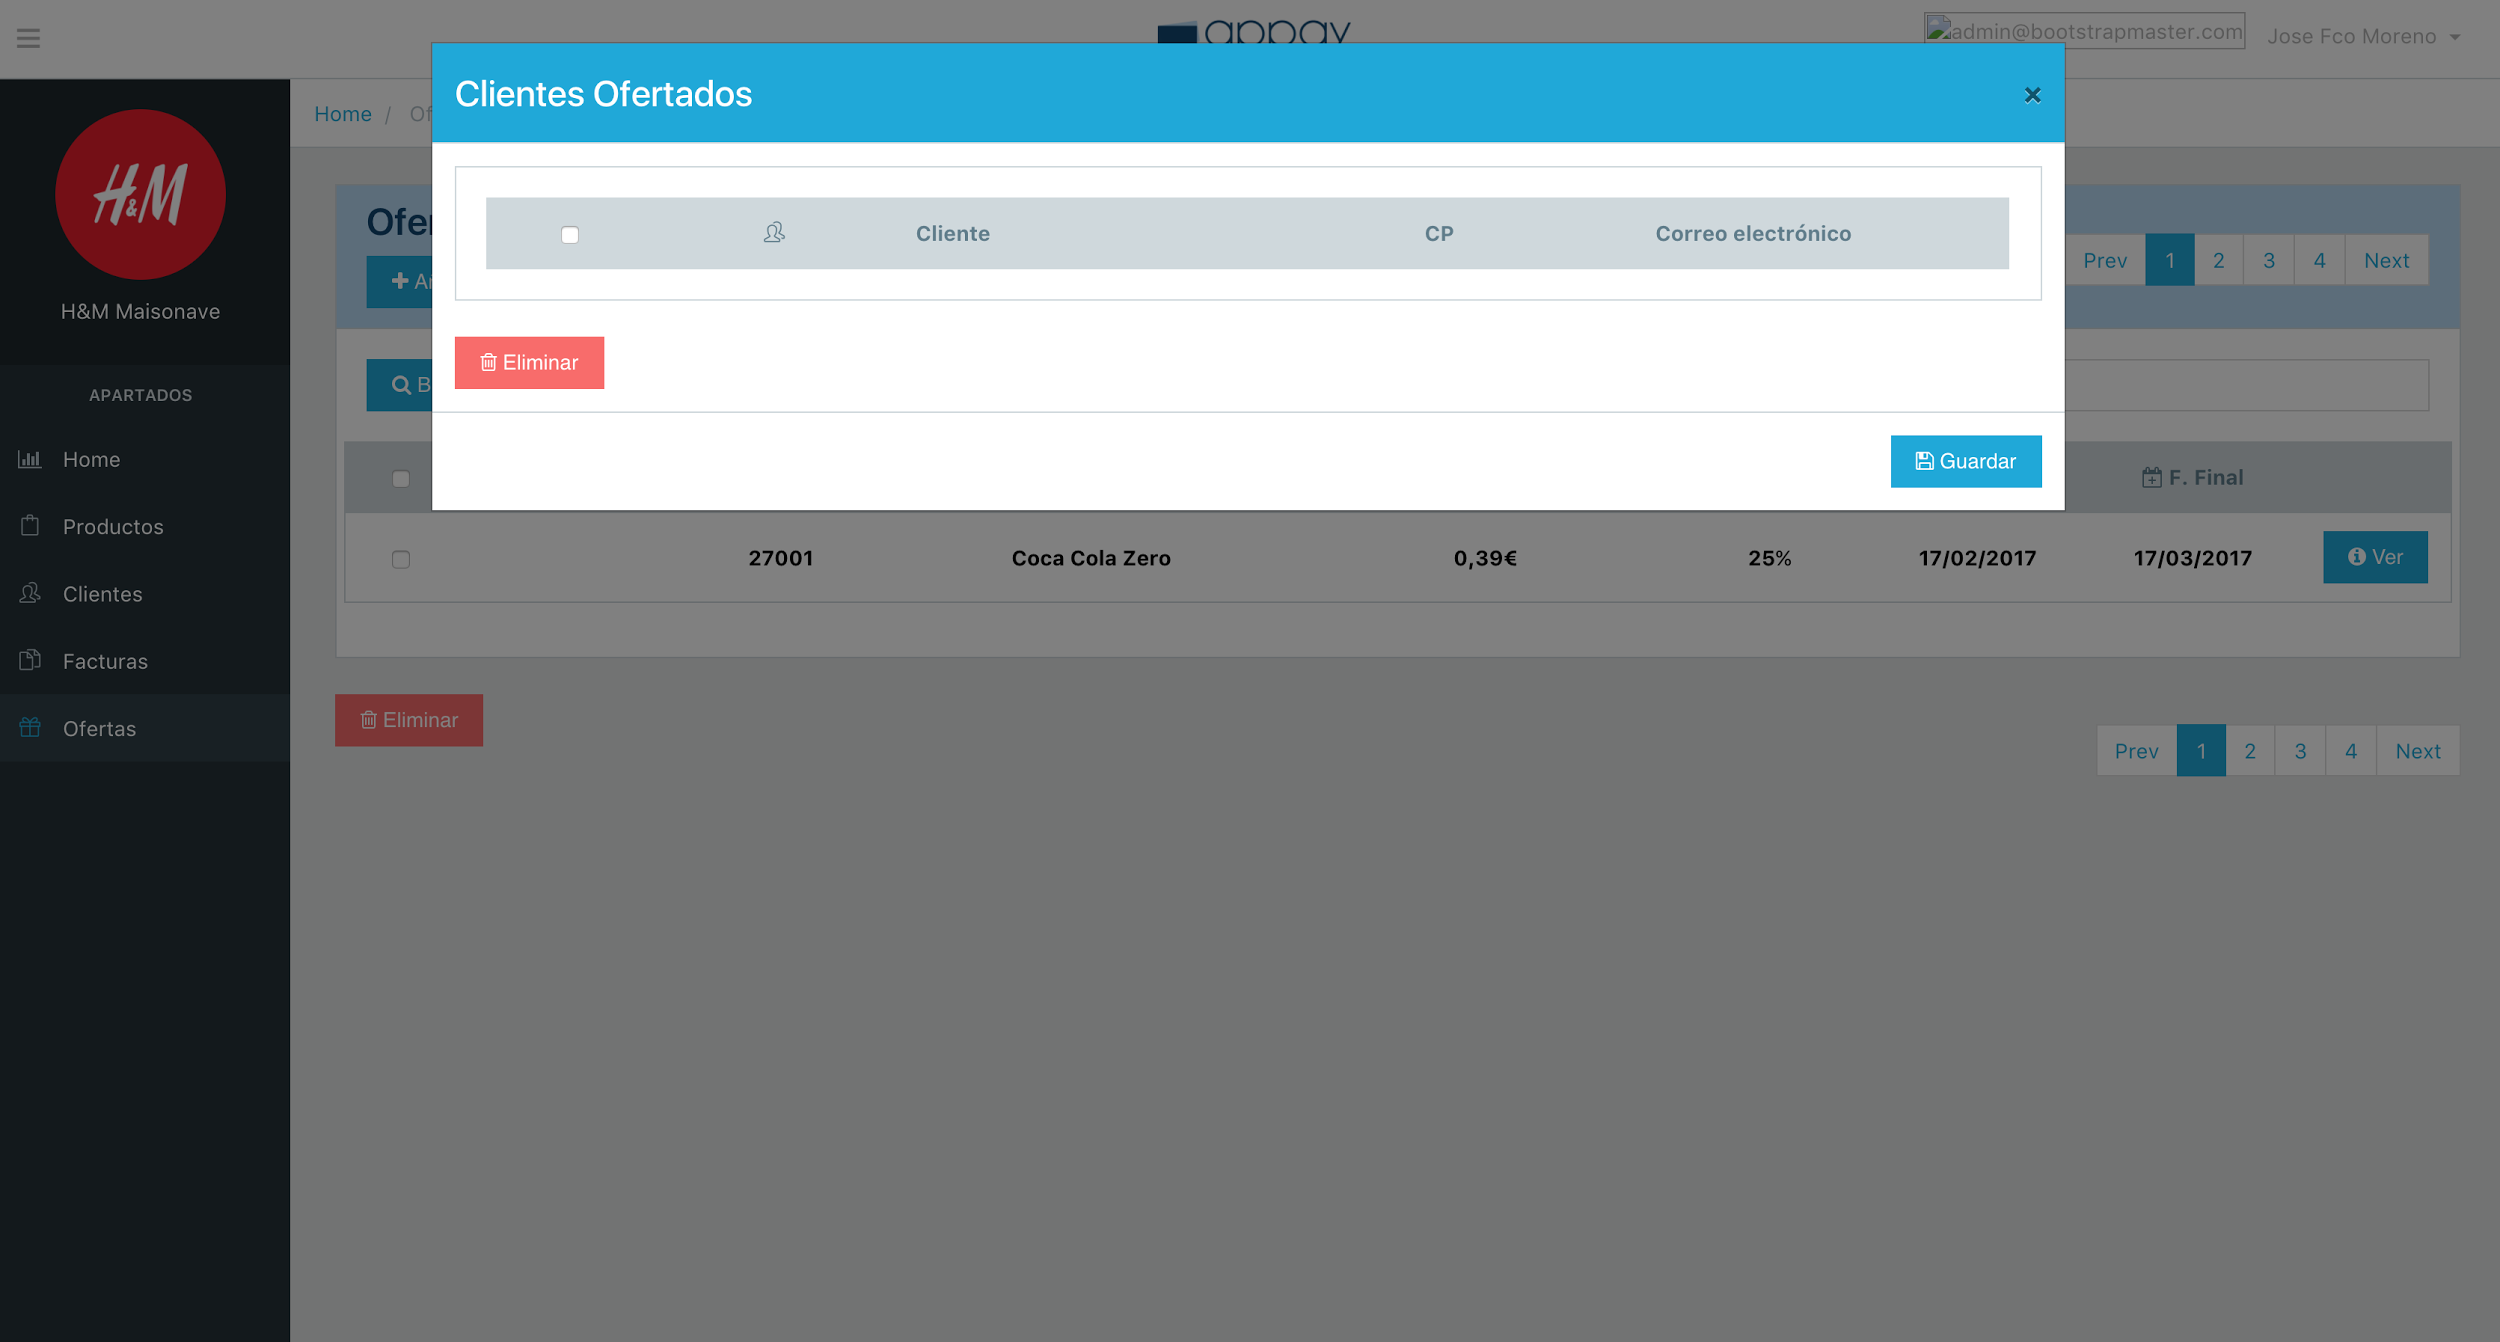 appay
admin@bootstrapmaster.com
Jose Fco Moreno
Clientes Ofertados
×
Home /
H&M
H&M Maisonave
Cliente
CP
Correo electrónico
Prev 1 2 3 4 Next
Eliminar
APARTADOS
Guardar
Home
F. Final
Productos
27001 Coca Cola Zero 0,39€ 25% 17/02/2017 17/03/2017 Ver
Clientes
Facturas
Eliminar
Ofertas
Prev 1 2 3 4 Next